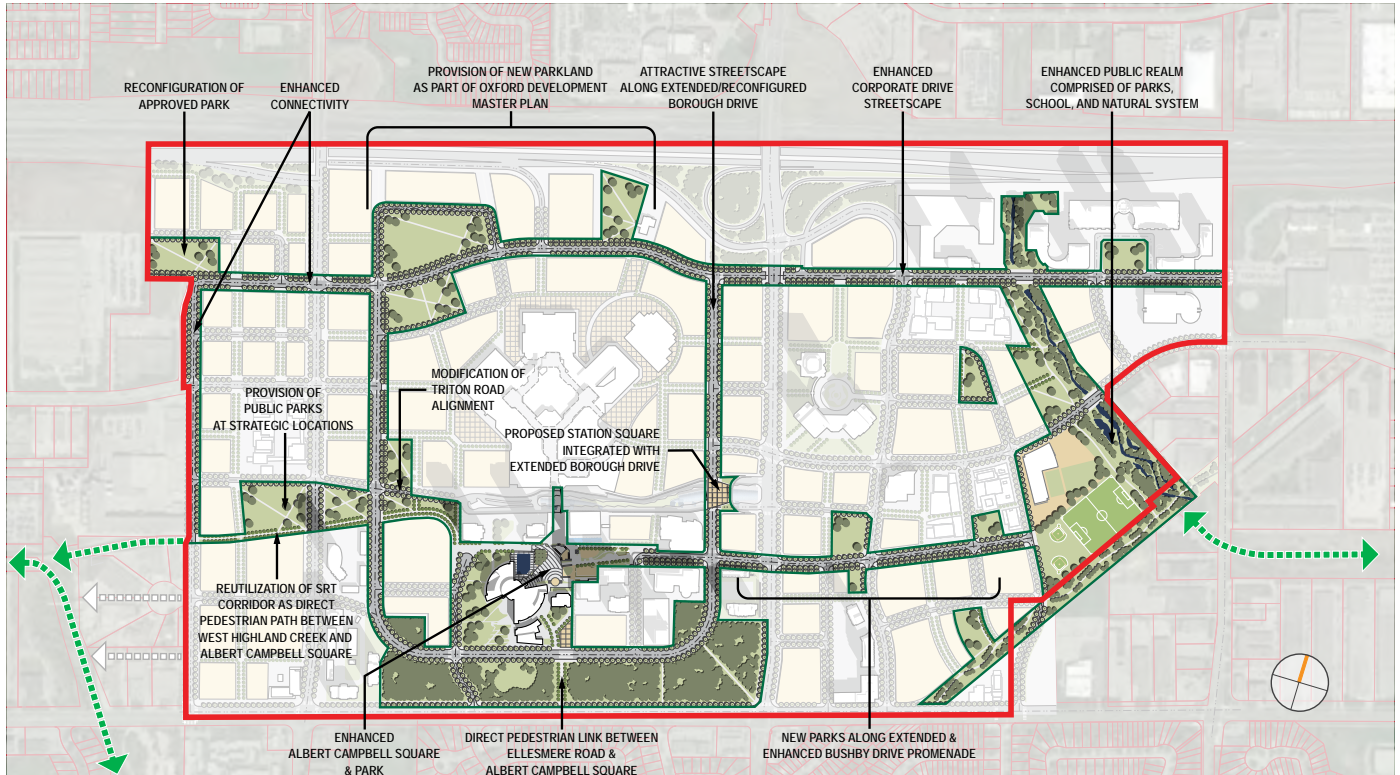 RECONFIGURATION OF
APPROVED PARK
ENHANCED
CONNECTIVITY
PROVISION OF NEW PARKLAND
AS PART OF OXFORD DEVELOPMENT
MASTER PLAN
ATTRACTIVE STREETSCAPE
ALONG EXTENDED/RECONFIGURED
BOROUGH DRIVE
ENHANCED
CORPORATE DRIVE
STREETSCAPE
ENHANCED PUBLIC REALM
COMPRISED OF PARKS,
SCHOOL, AND NATURAL SYSTEM
MODIFICATION OF
TRITON ROAD
ALIGNMENT
PROVISION OF
PUBLIC PARKS
AT STRATEGIC LOCATIONS
PROPOSED STATION SQUARE
INTEGRATED WITH
EXTENDED BOROUGH DRIVE
REUTILIZATION OF SRT
CORRIDOR AS DIRECT
PEDESTRIAN PATH BETWEEN
WEST HIGHLAND CREEK AND
ALBERT CAMPBELL SQUARE
ENHANCED
ALBERT CAMPBELL SQUARE
& PARK
DIRECT PEDESTRIAN LINK BETWEEN
ELLESMERE ROAD &
ALBERT CAMPBELL SQUARE
NEW PARKS ALONG EXTENDED &
ENHANCED BUSHBY DRIVE PROMENADE